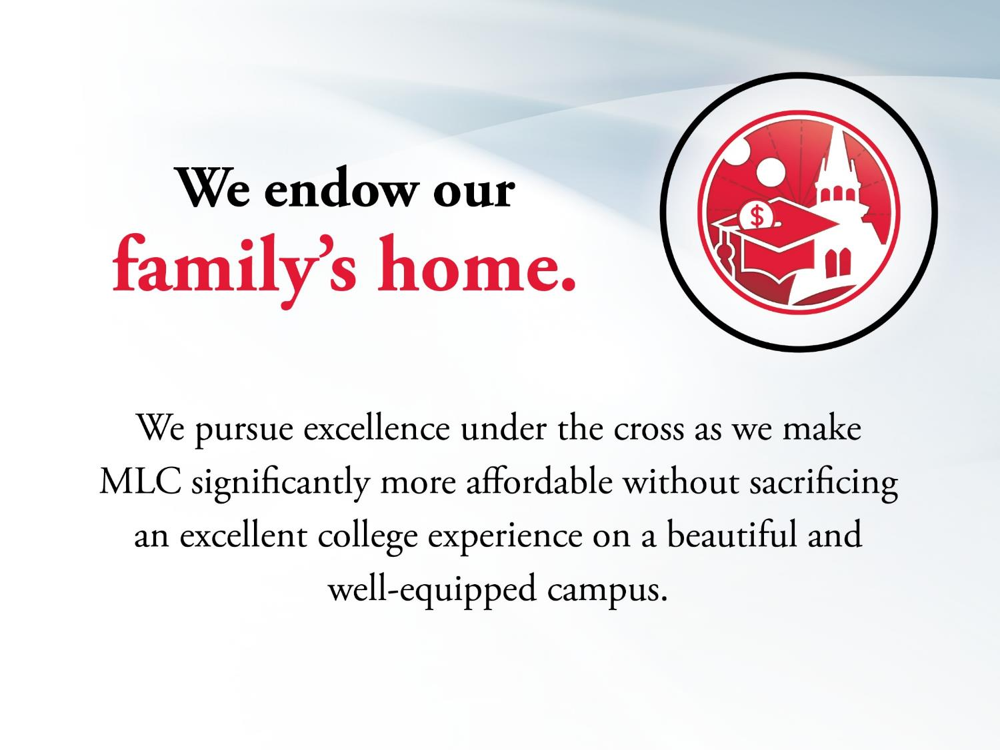 We endow our
family’s home.
$
We pursue excellence under the cross as we make
MLC significantly more affordable without sacrificing
an excellent college experience on a beautiful and
well-equipped campus.